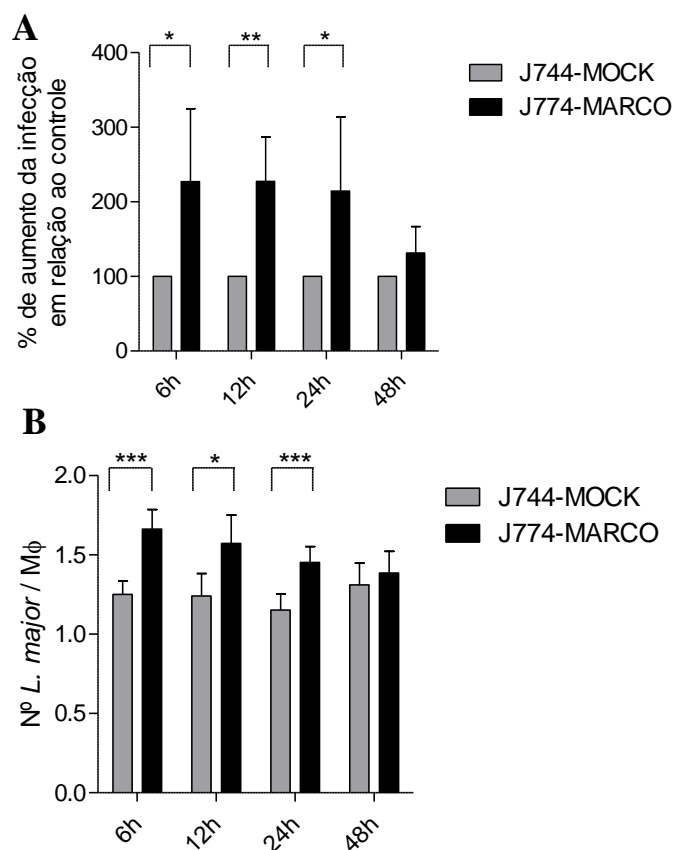 A
% de aumento da infecção
em relação ao controle
400
300
200
100
0
*
**
*
J744-MOCK
J774-MARCO
6h
12h
24h
48h
B
Nº L. major / Mϕ
2.0
1.5
1.0
0.5
0.0
***
*
***
J744-MOCK
J774-MARCO
6h
12h
24h
48h